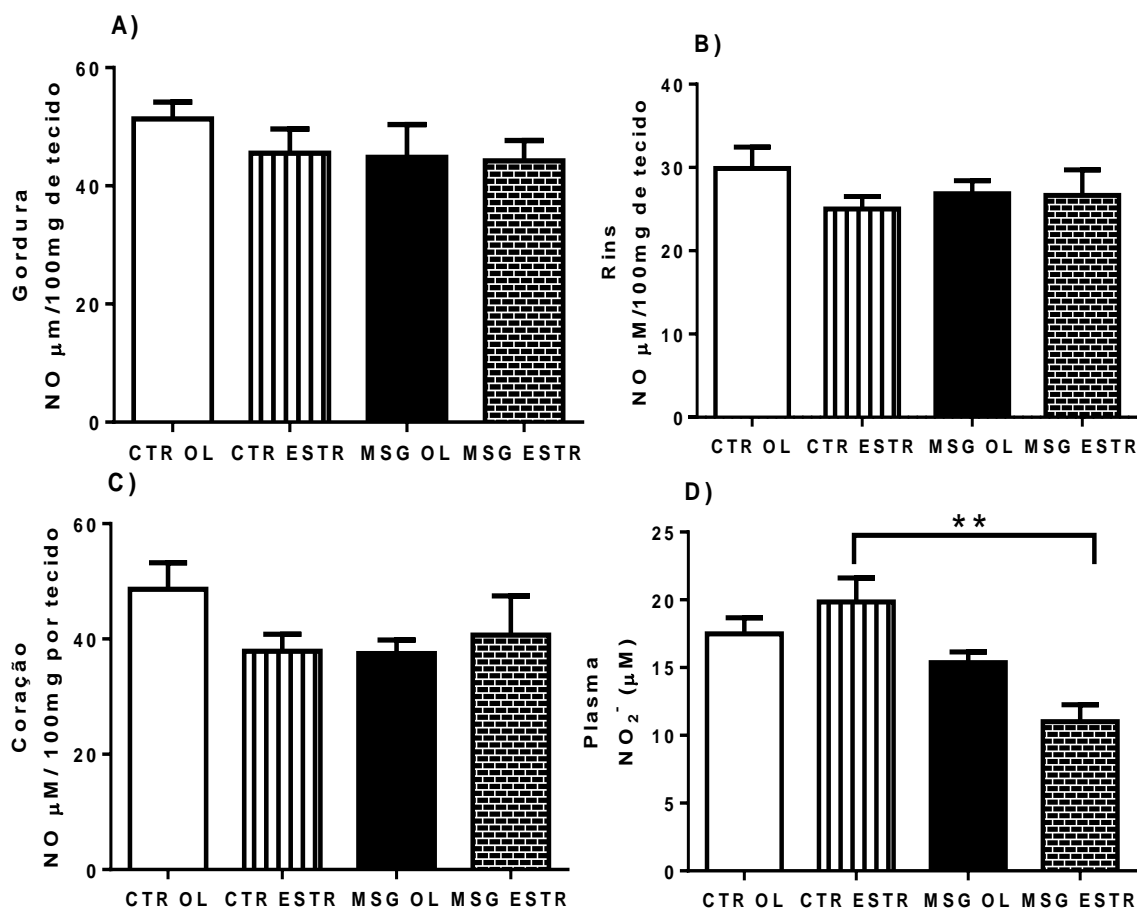 A)
Gordura
NO μm/100mg de tecido
60
40
20
0
CTR OL CTR ESTR MSG OL MSG ESTR
B)
Rins
NO μM/100mg de tecido
40
30
20
10
0
CTR OL CTR ESTR MSG OL MSG ESTR
C)
Coração
NO μM/100mg por tecido
60
40
20
0
CTR OL CTR ESTR MSG OL MSG ESTR
D)
Plasma
NO₂⁻ (μM)
25
20
15
10
5
0
**
CTR OL CTR ESTR MSG OL MSG ESTR